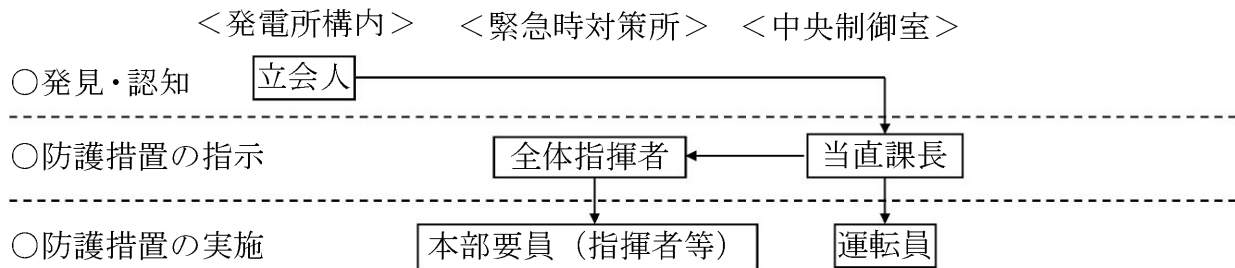 ＜発電所構内＞ ＜緊急時対策所＞ ＜中央制御室＞
○発見・認知 立会人
○防護措置の指示 全体指揮者 当直課長
○防護措置の実施 本部要員（指揮者等） 運転員